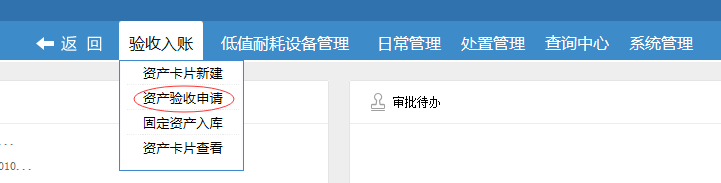 返 回 验收入账 低值耐耗设备管理 日常管理 处置管理 查询中心 系统管理
资产卡片新建
资产验收申请
固定资产入库
资产卡片查看
审批待办
...
010...